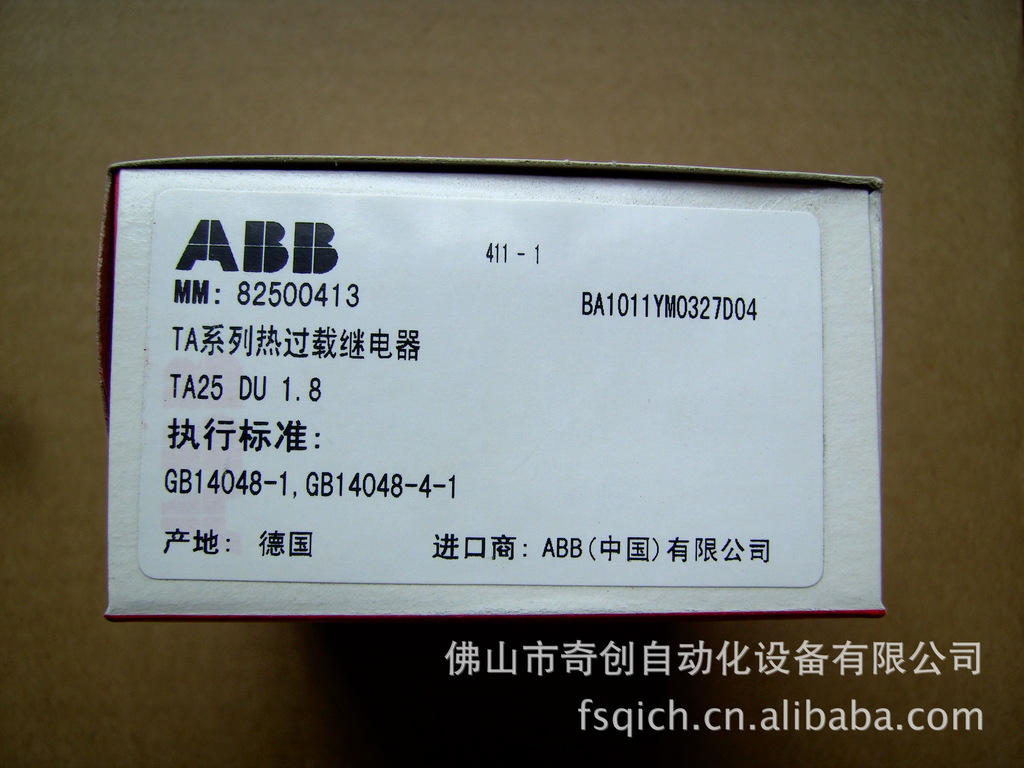 ABB
411 - 1
MM: 82500413
BA1011YM0327D04
TA系列热过载继电器
TA25 DU 1.8
执行标准:
GB14048-1,GB14048-4-1
产地: 德国 进口商: ABB(中国)有限公司
佛山市奇创自动化设备有限公司
fsqich.cn.alibaba.com